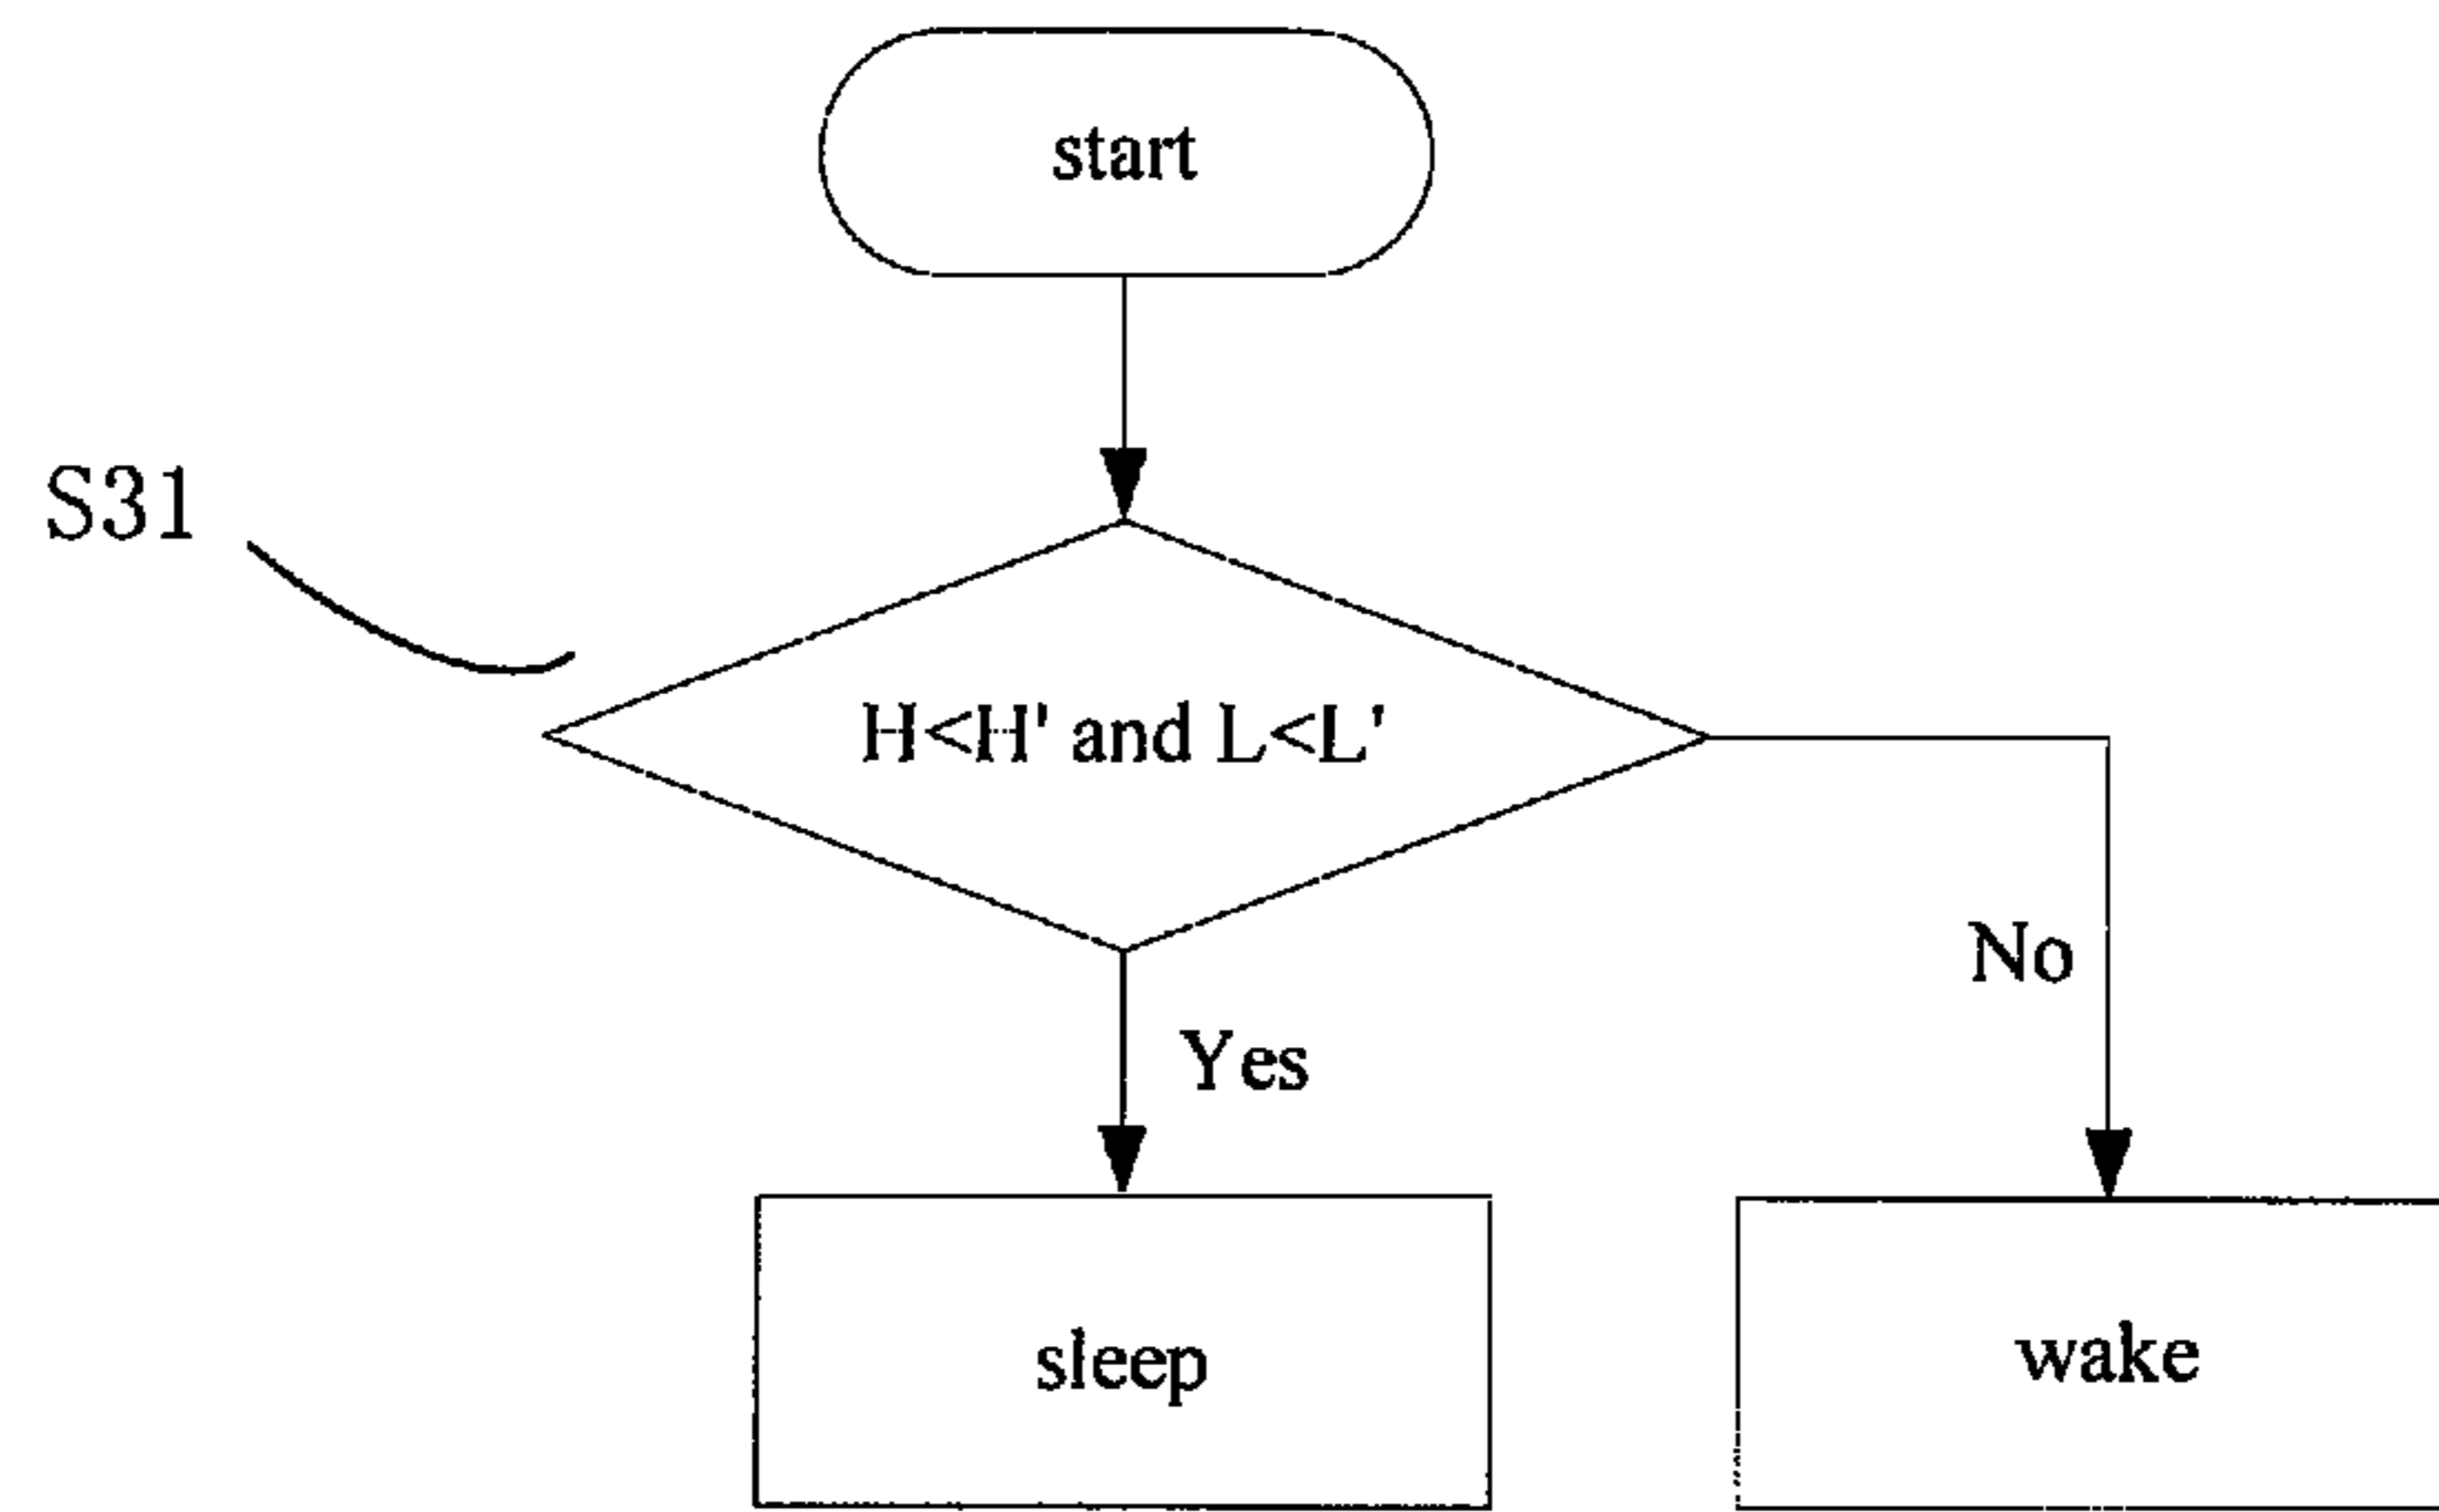 start
S31
H<H' and L<L'
No
Yes
sleep
wake